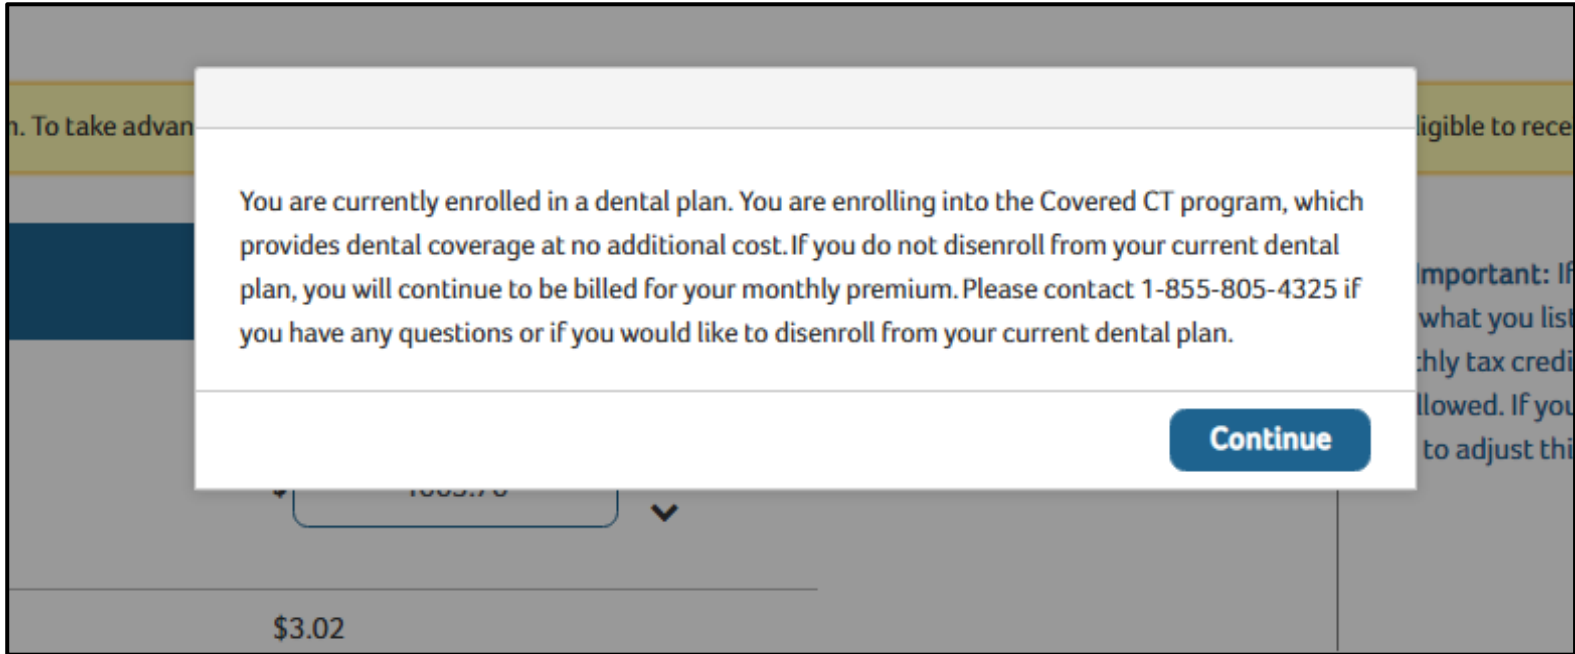 n. To take advan
ligible to rece
You are currently enrolled in a dental plan. You are enrolling into the Covered CT program, which
provides dental coverage at no additional cost. If you do not disenroll from your current dental
plan, you will continue to be billed for your monthly premium. Please contact 1-855-805-4325 if
you have any questions or if you would like to disenroll from your current dental plan.
Continue
Important: If
what you list
thly tax credi
llowed. If you
to adjust thi
$3.02